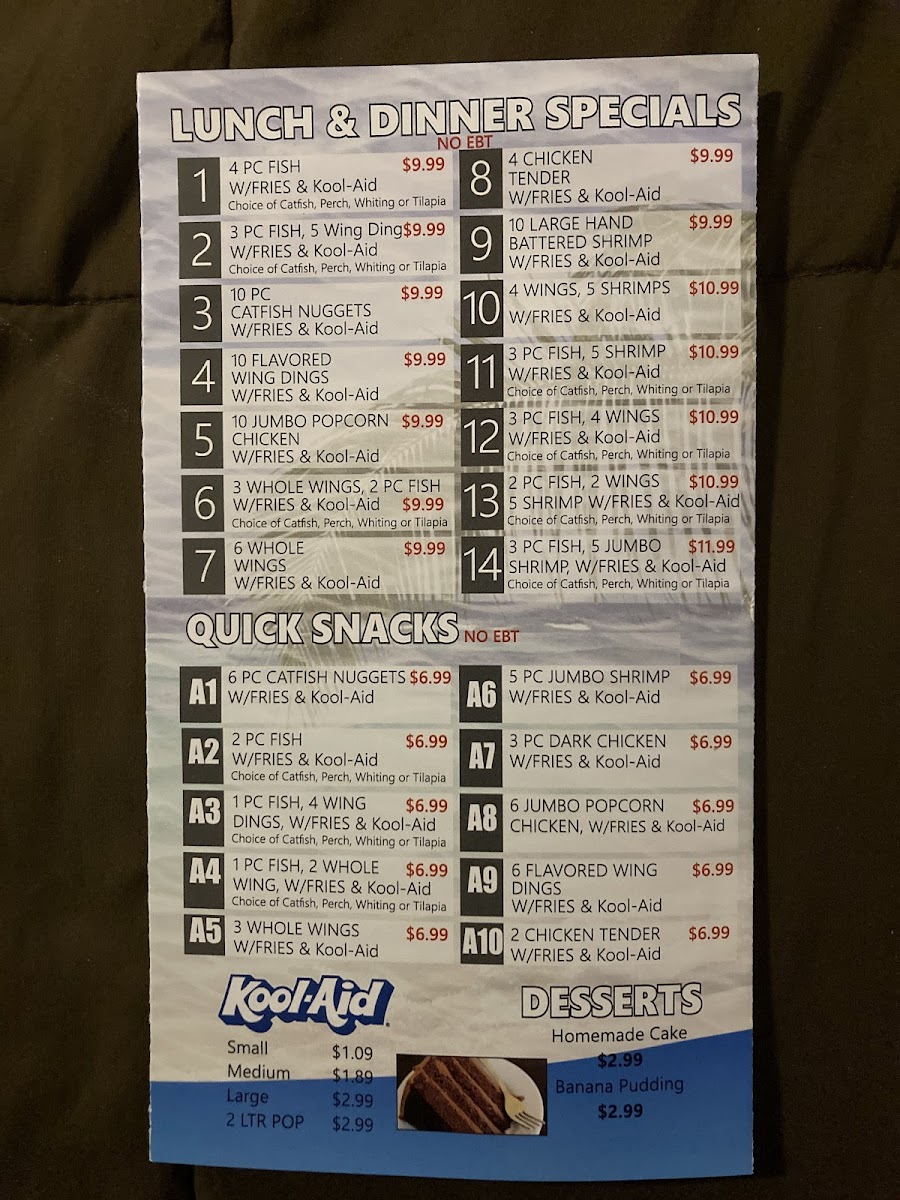 LUNCH & DINNER SPECIALS
NO EBT
1
4 PC FISH $9.99
W/FRIES & Kool-Aid
Choice of Catfish, Perch, Whiting or Tilapia
2
3 PC FISH, 5 Wing Ding $9.99
W/FRIES & Kool-Aid
Choice of Catfish, Perch, Whiting or Tilapia
3
10 PC $9.99
CATFISH NUGGETS
W/FRIES & Kool-Aid
4
10 FLAVORED $9.99
WING DINGS
W/FRIES & Kool-Aid
5
10 JUMBO POPCORN $9.99
CHICKEN
W/FRIES & Kool-Aid
6
3 WHOLE WINGS, 2 PC FISH
W/FRIES & Kool-Aid $9.99
Choice of Catfish, Perch, Whiting or Tilapia
7
6 WHOLE $9.99
WINGS
W/FRIES & Kool-Aid
8
4 CHICKEN $9.99
TENDER
W/FRIES & Kool-Aid
9
10 LARGE HAND $9.99
BATTERED SHRIMP
W/FRIES & Kool-Aid
10
4 WINGS, 5 SHRIMPS $10.99
W/FRIES & Kool-Aid
11
3 PC FISH, 5 SHRIMP $10.99
W/FRIES & Kool-Aid
Choice of Catfish, Perch, Whiting or Tilapia
12
3 PC FISH, 4 WINGS $10.99
W/FRIES & Kool-Aid
Choice of Catfish, Perch, Whiting or Tilapia
13
2 PC FISH, 2 WINGS $10.99
5 SHRIMP W/FRIES & Kool-Aid
Choice of Catfish, Perch, Whiting or Tilapia
14
3 PC FISH, 5 JUMBO $11.99
SHRIMP, W/FRIES & Kool-Aid
Choice of Catfish, Perch, Whiting or Tilapia
QUICK SNACKS NO EBT
A1
6 PC CATFISH NUGGETS $6.99
W/FRIES & Kool-Aid
A2
2 PC FISH $6.99
W/FRIES & Kool-Aid
Choice of Catfish, Perch, Whiting or Tilapia
A3
1 PC FISH, 4 WING $6.99
DINGS, W/FRIES & Kool-Aid
Choice of Catfish, Perch, Whiting or Tilapia
A4
1 PC FISH, 2 WHOLE $6.99
WING, W/FRIES & Kool-Aid
Choice of Catfish, Perch, Whiting or Tilapia
A5
3 WHOLE WINGS $6.99
W/FRIES & Kool-Aid
A6
5 PC JUMBO SHRIMP $6.99
W/FRIES & Kool-Aid
A7
3 PC DARK CHICKEN $6.99
W/FRIES & Kool-Aid
A8
6 JUMBO POPCORN $6.99
CHICKEN, W/FRIES & Kool-Aid
A9
6 FLAVORED WING $6.99
DINGS
W/FRIES & Kool-Aid
A10
2 CHICKEN TENDER $6.99
W/FRIES & Kool-Aid
Kool-Aid
Small $1.09
Medium $1.89
Large $2.99
2 LTR POP $2.99
DESSERTS
Homemade Cake
$2.99
Banana Pudding
$2.99